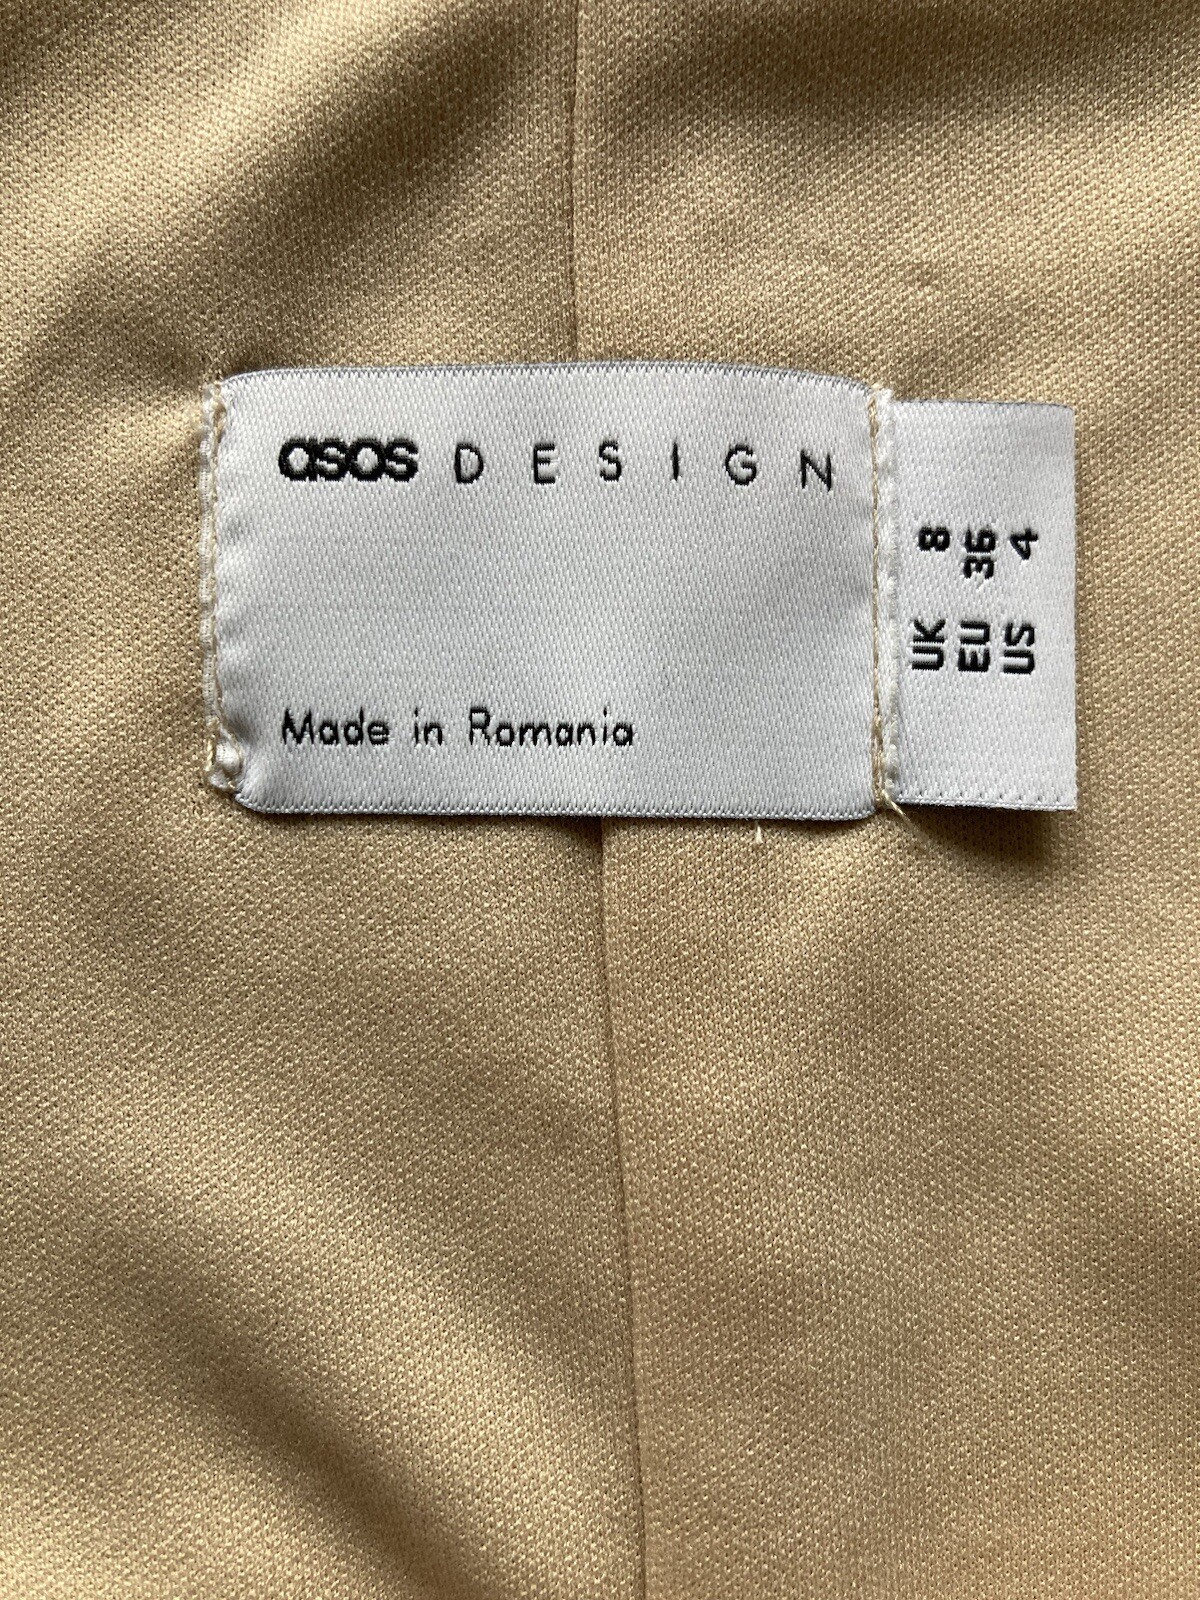 asos DESIGN
Made in Romania
UK 8
EU 36
US 4